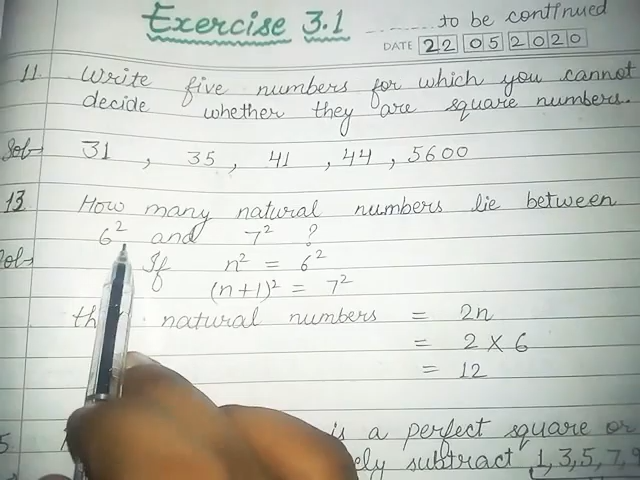 Exercise 3.1 ........ to be continued
DATE 22 05 2020
11. Write five numbers for which you cannot
decide whether they are square numbers.
Sol- 31 , 35 , 41 , 44 , 5600
13. How many natural numbers lie between
6² and 7² ?
Sol- If n² = 6²
(n+1)² = 7²
natural numbers = 2n
= 2 × 6
= 12
is a perfect square or
subtract 1, 3, 5, 7, 9